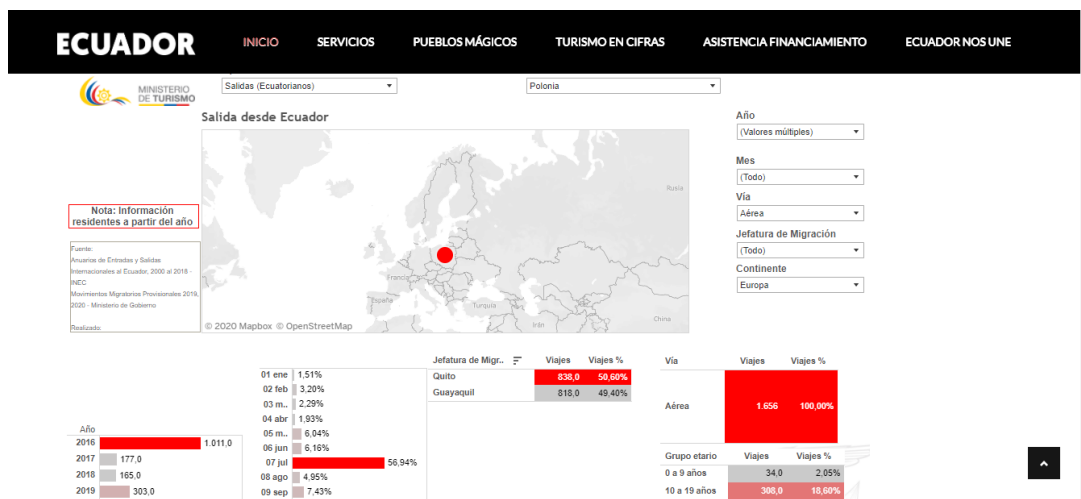 ECUADOR INICIO SERVICIOS PUEBLOS MÁGICOS TURISMO EN CIFRAS ASISTENCIA FINANCIAMIENTO ECUADOR NOS UNE
MINISTERIO
DE TURISMO
Salidas (Ecuatorianos)
Polonia
Salida desde Ecuador
Año
(Valores múltiples)
Mes
(Todo)
Vía
Aérea
Jefatura de Migración
(Todo)
Continente
Europa
Nota: Información
residentes a partir del año
Fuente:
Anuarios de Entradas y Salidas
Internacionales al Ecuador, 2000 al 2018 -
INEC
Movimientos Migratorios Provisionales 2019,
2020 - Ministerio de Gobierno
Realizado:
Rusia
Francia
España
Turquía
Irán
China
© 2020 Mapbox © OpenStreetMap
Año
2016 1.011,0
2017 177,0
2018 165,0
2019 303,0
01 ene 1,51%
02 feb 3,20%
03 m.. 2,29%
04 abr 1,93%
05 m.. 6,04%
06 jun 6,16%
07 jul 56,94%
08 ago 4,95%
09 sep 7,43%
Jefatura de Migr.. Viajes Viajes %
Quito 838,0 50,60%
Guayaquil 818,0 49,40%
Vía Viajes Viajes %
Aérea 1.656 100,00%
Grupo etario Viajes Viajes %
0 a 9 años 34,0 2,05%
10 a 19 años 308,0 18,60%